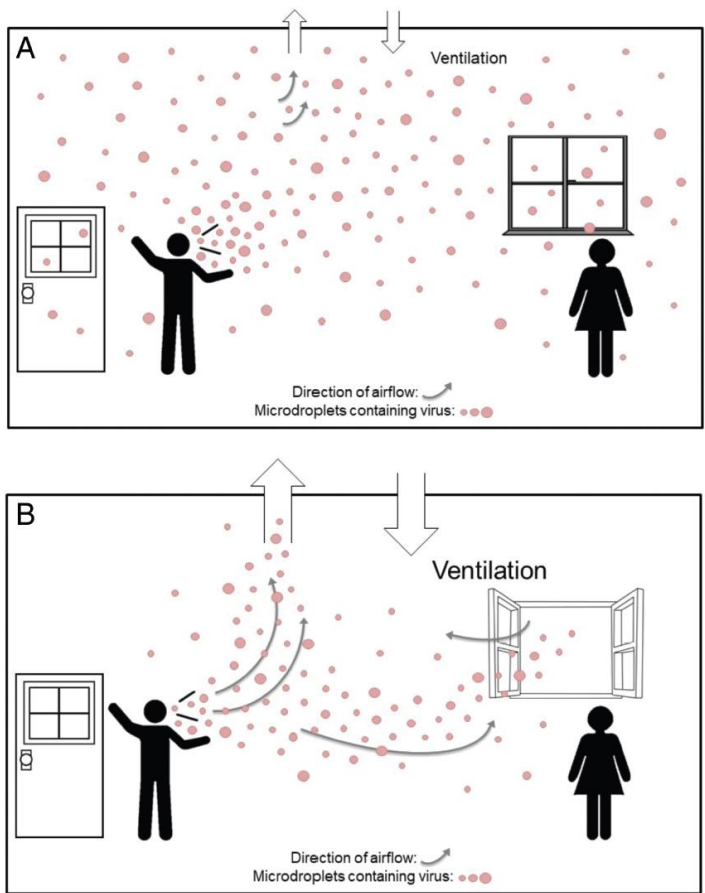 A
Ventilation
Direction of airflow:
Microdroplets containing virus:
B
Ventilation
Direction of airflow:
Microdroplets containing virus: